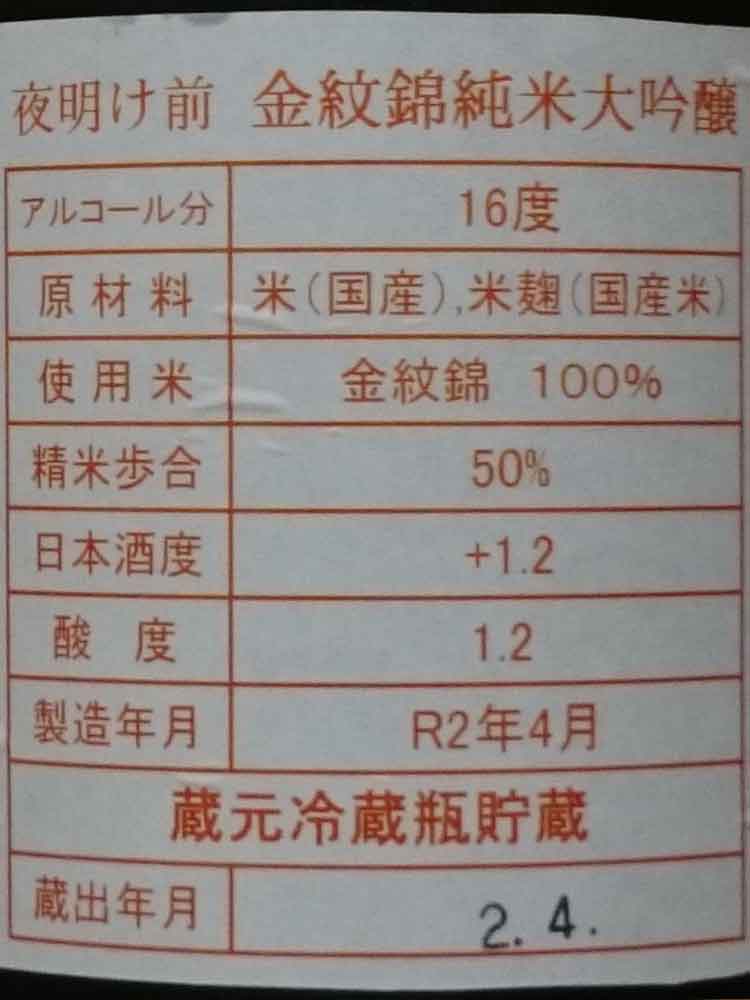 夜明け前 金紋錦純米大吟醸
アルコール分 16度
原材料 米(国産),米麹(国産米)
使用米 金紋錦 100%
精米歩合 50%
日本酒度 +1.2
酸度 1.2
製造年月 R2年4月
蔵元冷蔵瓶貯蔵
蔵出年月 2.4.